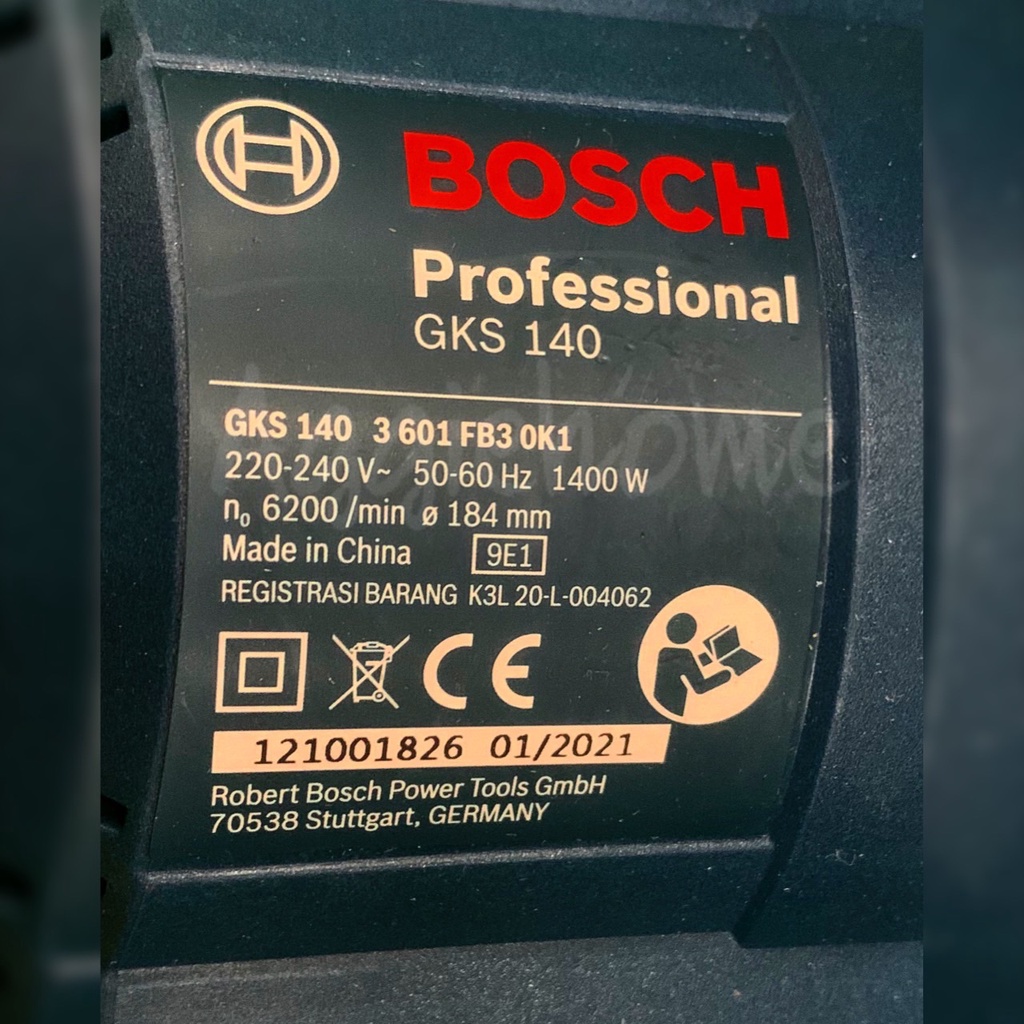 BOSCH
Professional
GKS 140
GKS 140 3 601 FB3 0K1
220-240 V~ 50-60 Hz 1400 W
n₀ 6200 /min ø 184 mm
Made in China 9E1
REGISTRASI BARANG K3L 20-L-004062
CE
121001826 01/2021
Robert Bosch Power Tools GmbH
70538 Stuttgart, GERMANY